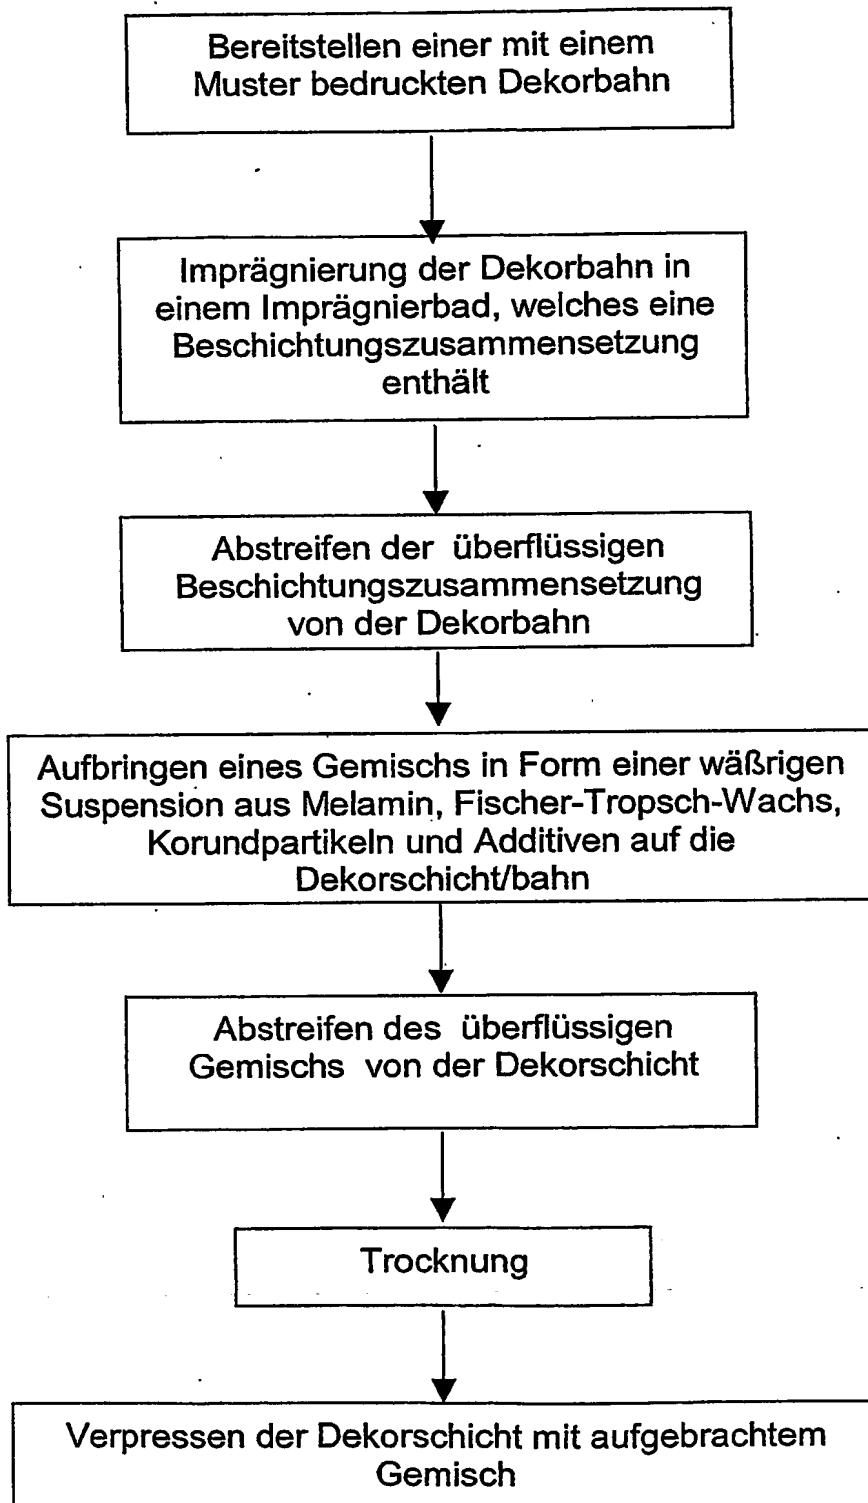 Bereitstellen einer mit einem
Muster bedruckten Dekorbahn
Imprägnierung der Dekorbahn in
einem Imprägnierbad, welches eine
Beschichtungszusammensetzung
enthält
Abstreifen der überflüssigen
Beschichtungszusammensetzung
von der Dekorbahn
Aufbringen eines Gemischs in Form einer wäßrigen
Suspension aus Melamin, Fischer-Tropsch-Wachs,
Korundpartikeln und Additiven auf die
Dekorschicht/bahn
Abstreifen des überflüssigen
Gemischs von der Dekorschicht
Trocknung
Verpressen der Dekorschicht mit aufgebrachtem
Gemisch